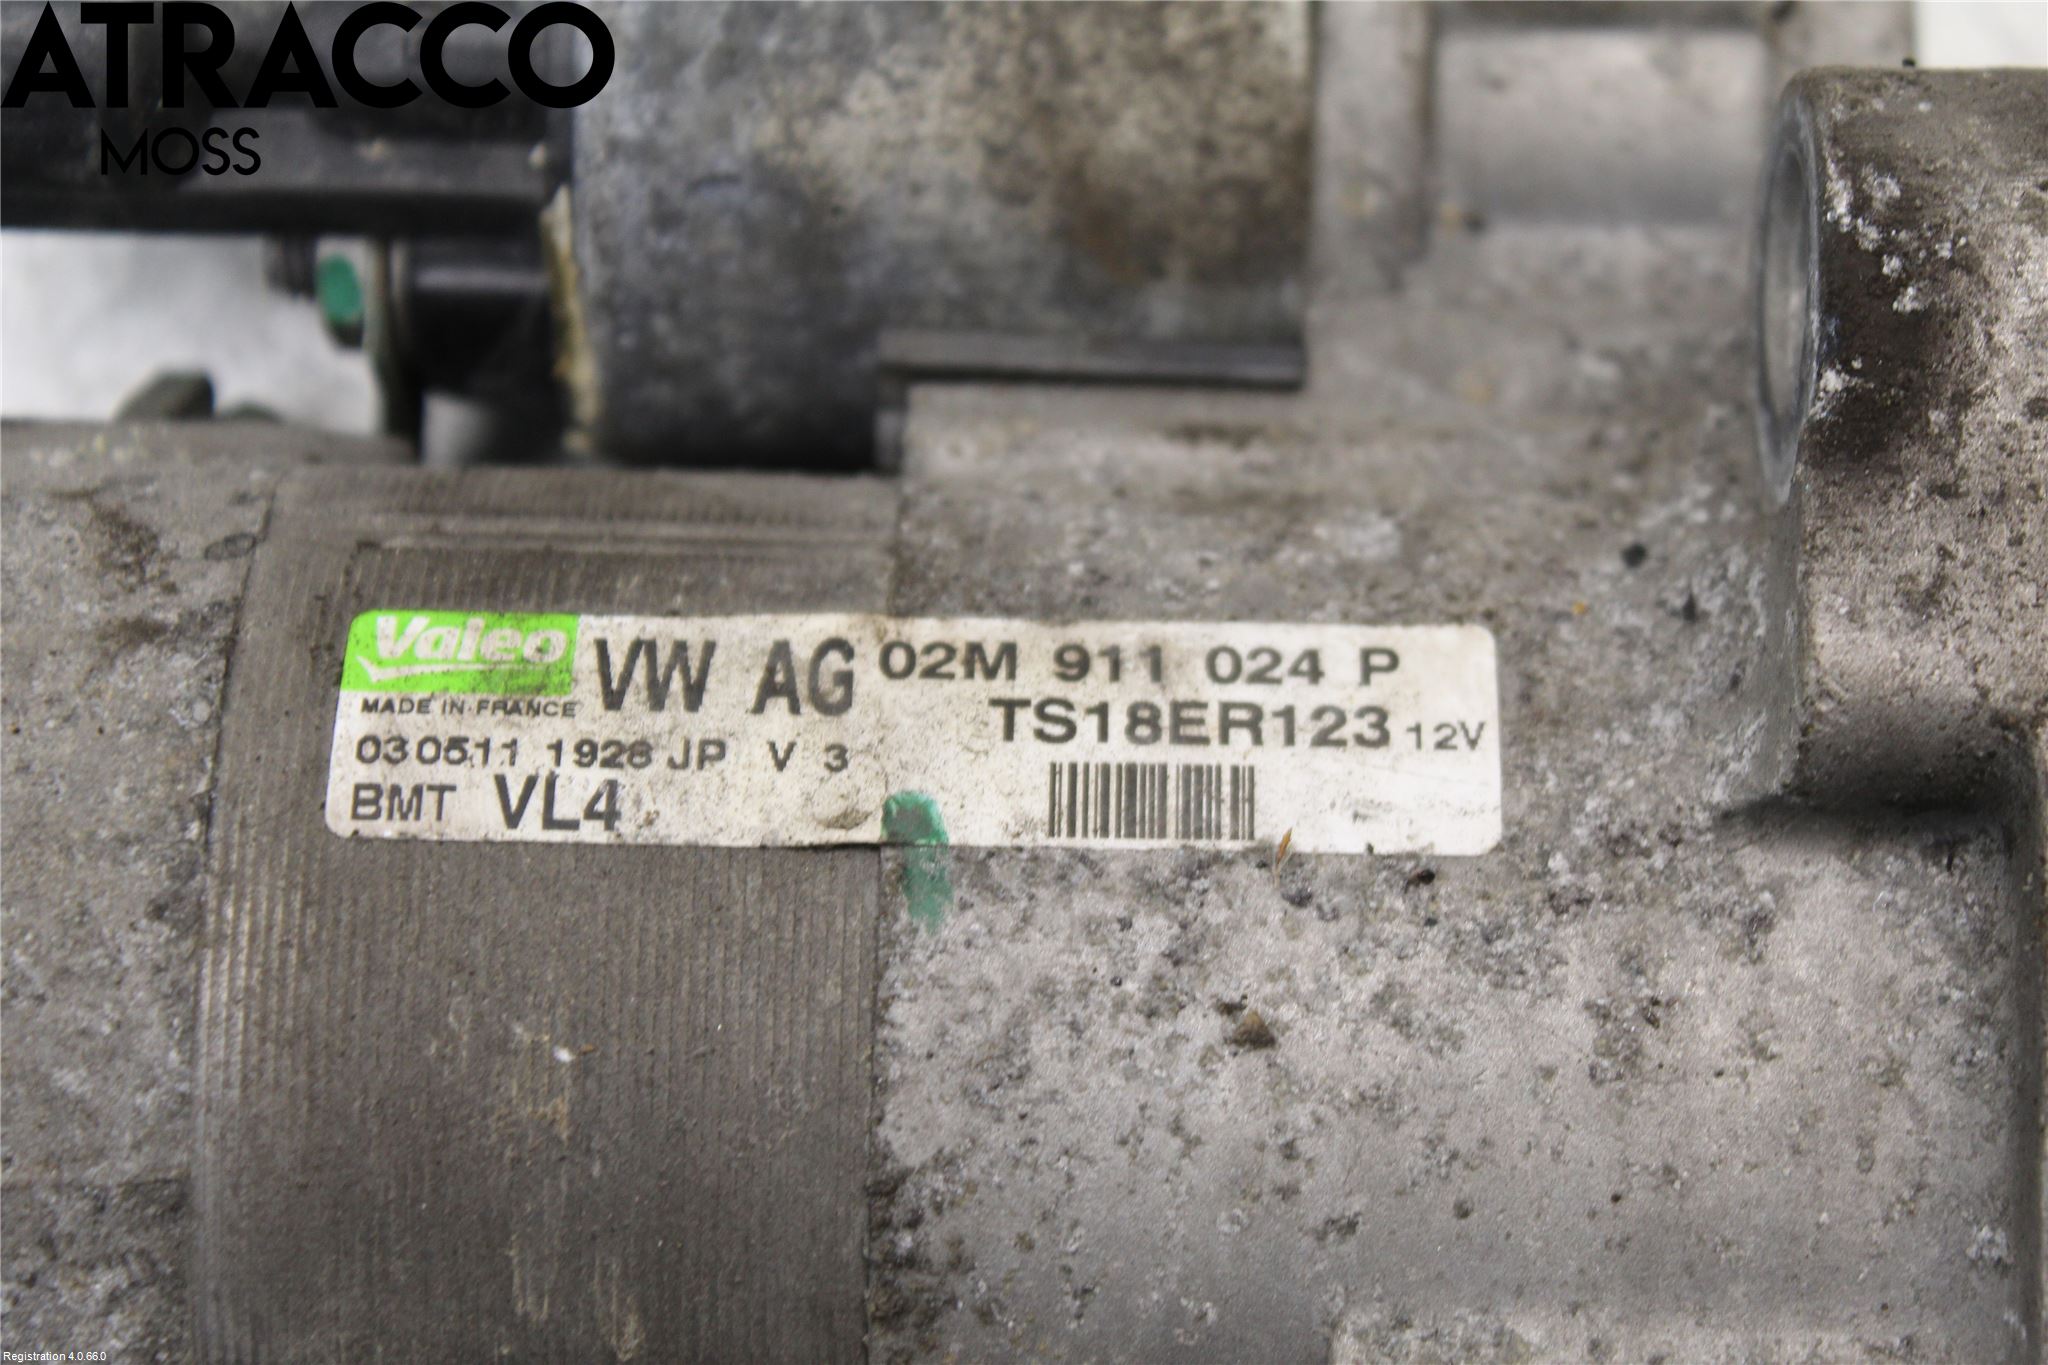 ATRACCO
MOSS
Valeo VW AG 02M 911 024 P
MADE IN FRANCE TS18ER123 12V
030511 1928 JP V 3
BMT VL4
Registration 4.0.66.0